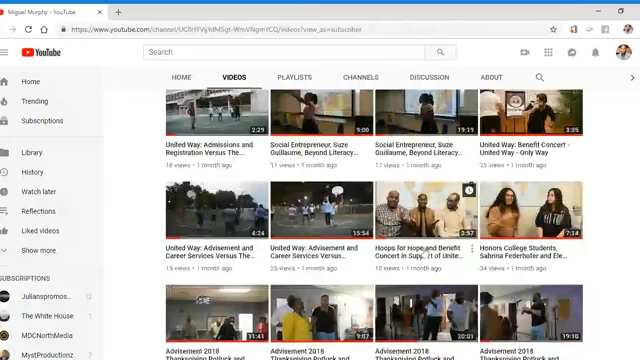 Miguel Murphy - YouTube
https://www.youtube.com/channel/
videos?view_as=subscriber
YouTube
Search
HOME VIDEOS PLAYLISTS CHANNELS DISCUSSION ABOUT
Home
Trending
Subscriptions
Library
History
Watch later
Reflections
Liked videos
Show more
SUBSCRIPTIONS
Julianspromos...
The White House
MDCNorthMedia
MystProductionz
2:29
United Way: Admissions and
Registration Versus The...
18 views • 1 month ago
9:00
Social Entrepreneur, Suze
Guillaume, Beyond Literacy...
11 views • 1 month ago
19:19
Social Entrepreneur, Suze
Guillaume, Beyond Literacy...
17 views • 1 month ago
3:25
United Way: Benefit Concert -
United Way - Only Way
25 views • 1 month ago
4:24
United Way: Advisement and
Career Services Versus The...
15 views • 1 month ago
15:54
United Way: Advisement and
Career Services Versus...
25 views • 1 month ago
3:57
Hoops for Hope and Benefit
Concert in Support of Unite...
10 views • 1 month ago
7:14
Honors College Students,
Sabrina Federhofer and Ele...
34 views • 1 month ago
11:41
Advisement 2018
Thanksgiving Potluck and
9:07
Advisement 2018
Thanksgiving Potluck and
20:03
Advisement 2018
Thanksgiving Potluck and
19:10
Advisement 2018
Thanksgiving Potluck and